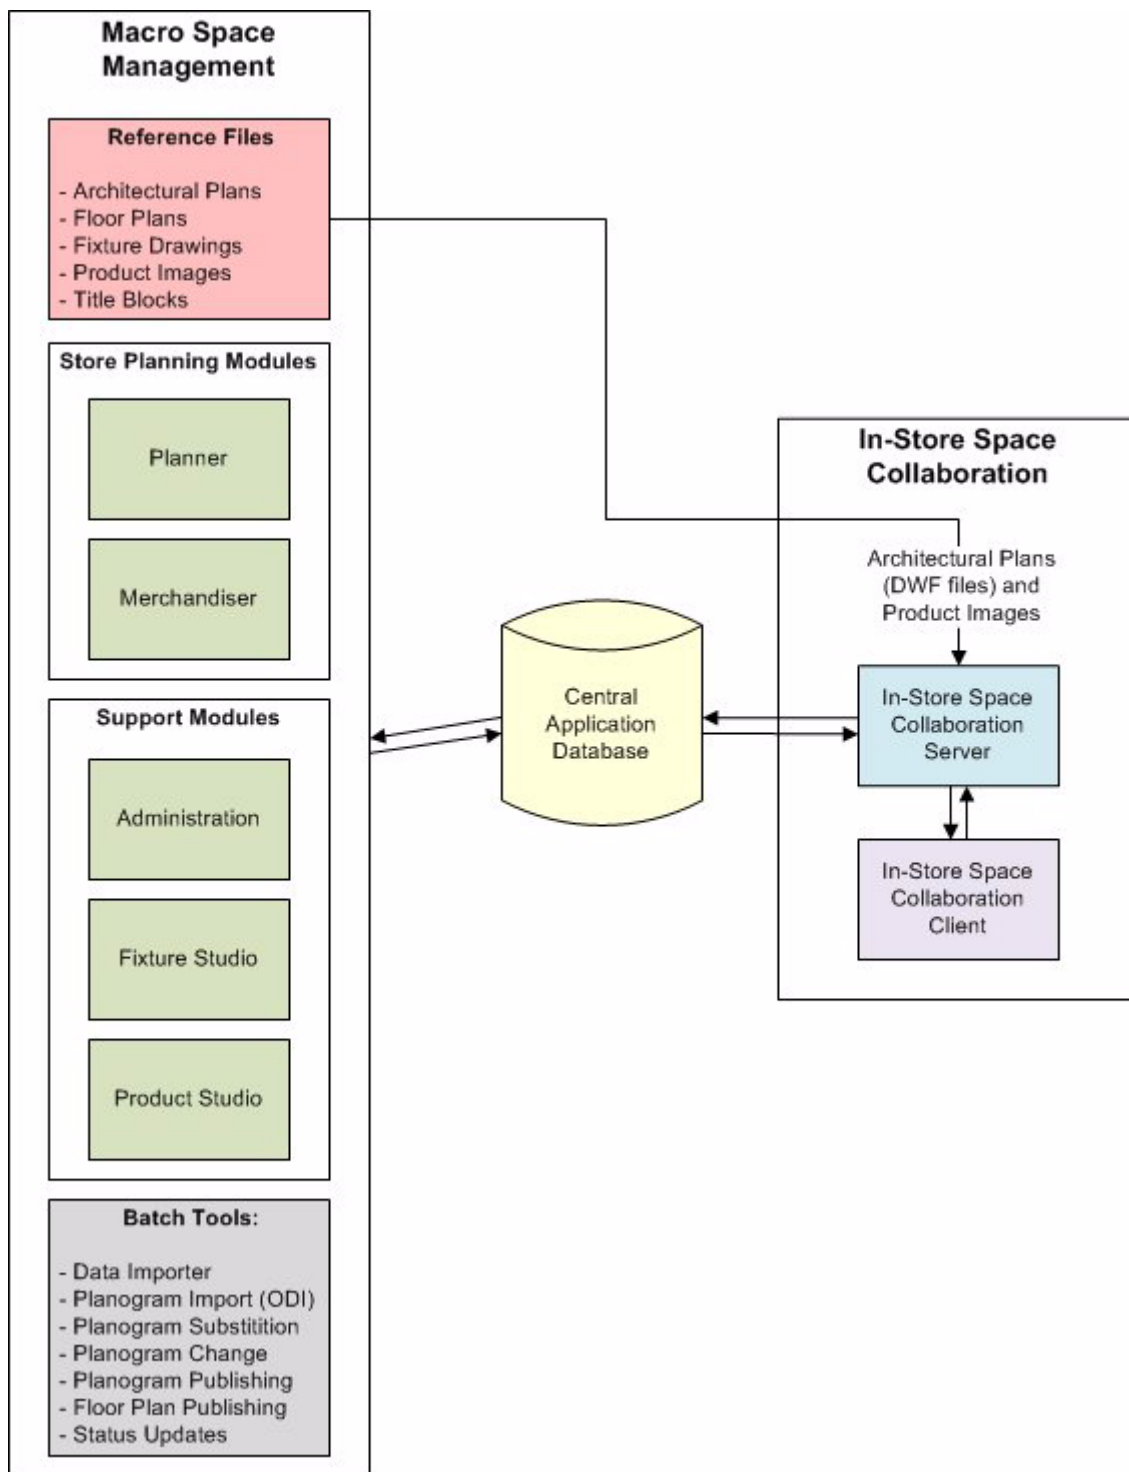 Macro Space
Management
Reference Files
- Architectural Plans
- Floor Plans
- Fixture Drawings
- Product Images
- Title Blocks
Store Planning Modules
Planner
Merchandiser
Support Modules
Administration
Fixture Studio
Product Studio
Batch Tools:
- Data Importer
- Planogram Import (ODI)
- Planogram Substitition
- Planogram Change
- Planogram Publishing
- Floor Plan Publishing
- Status Updates
Central
Application
Database
In-Store Space
Collaboration
Architectural Plans
(DWF files) and
Product Images
In-Store Space
Collaboration
Server
In-Store Space
Collaboration
Client